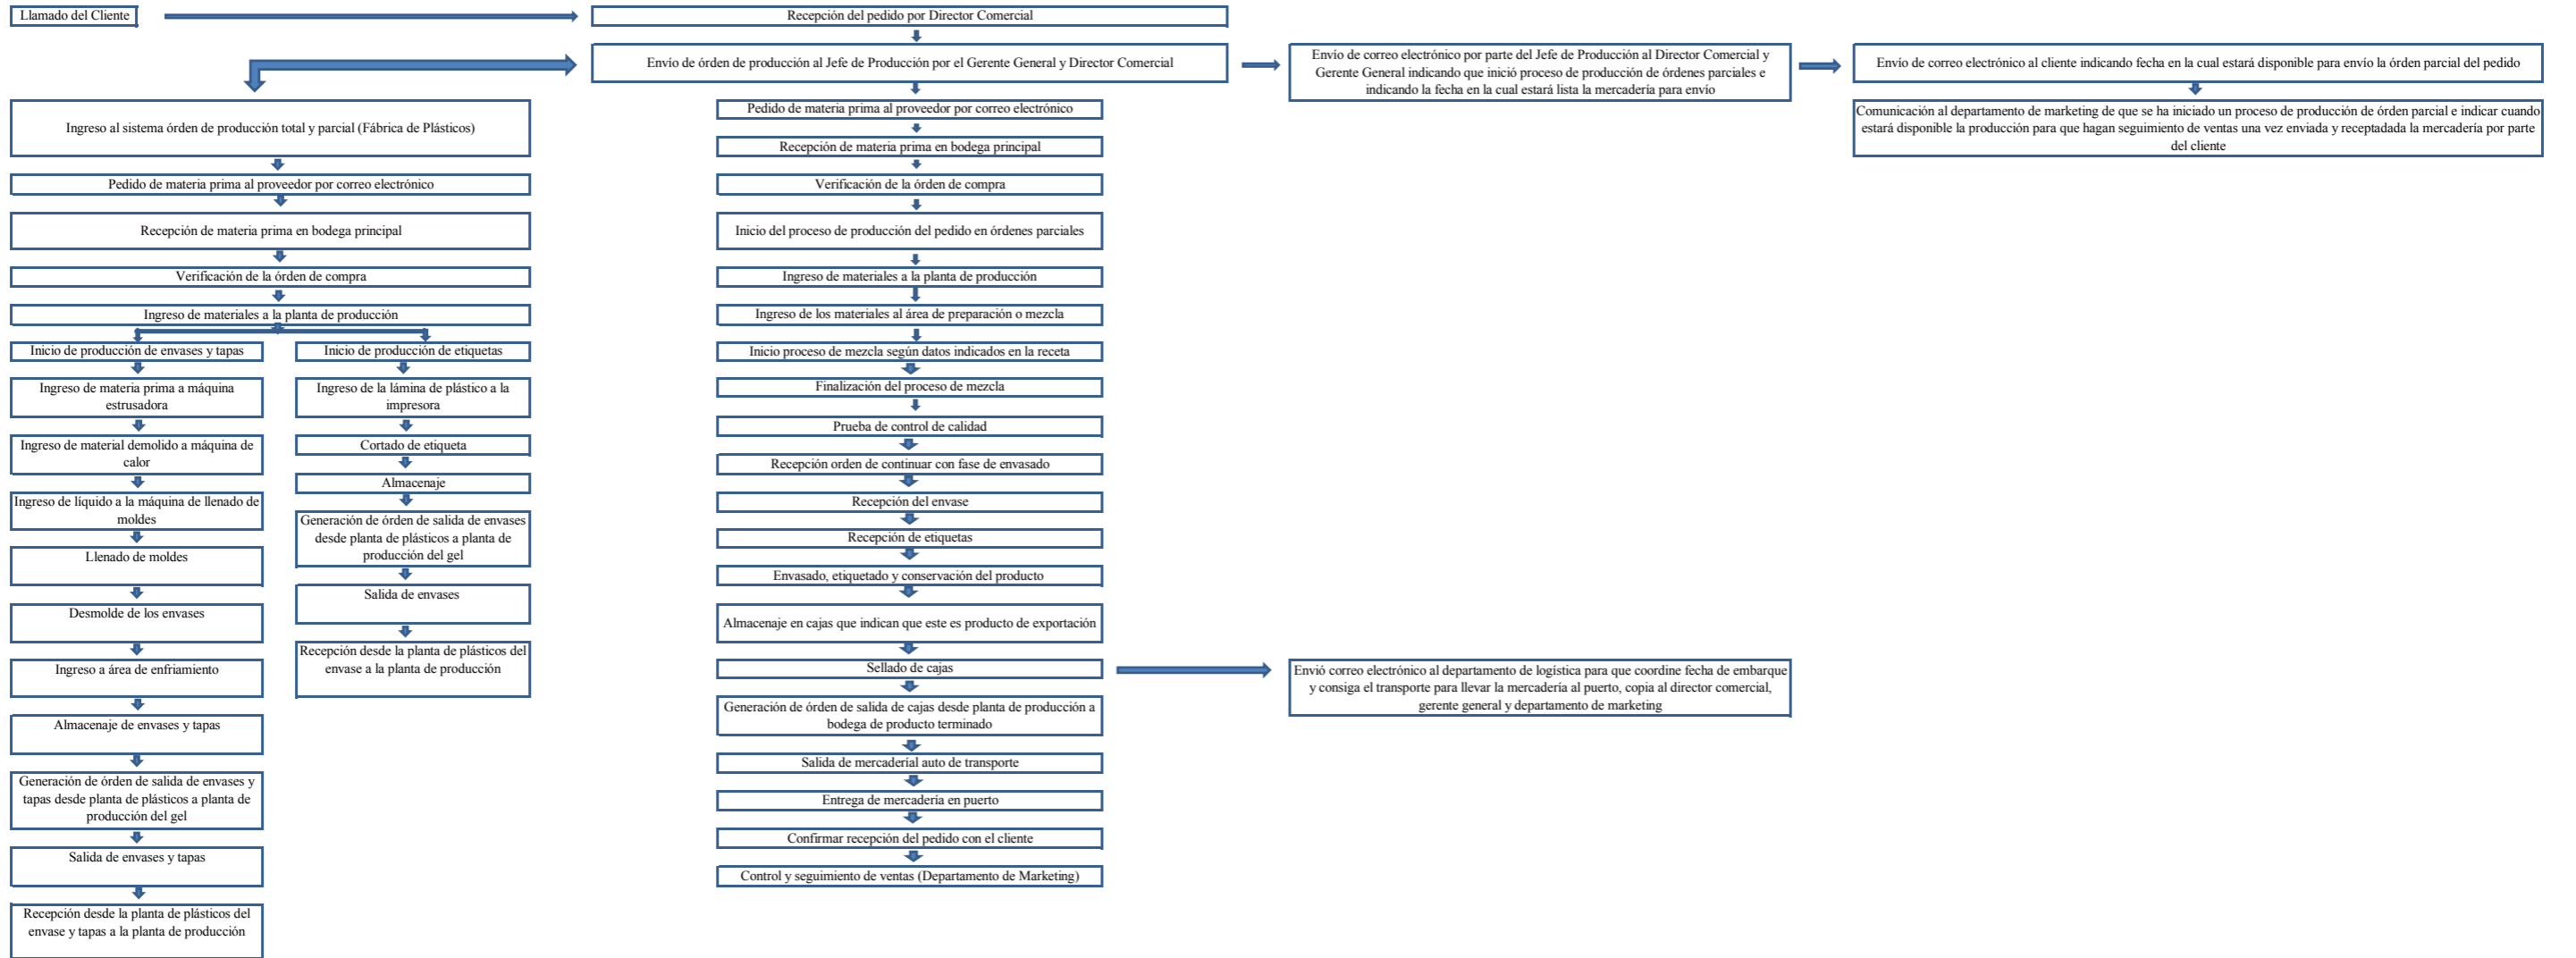 Llamado del Cliente
Recepción del pedido por Director Comercial
Envío de órden de producción al Jefe de Producción por el Gerente General y Director Comercial
Envío de correo electrónico por parte del Jefe de Producción al Director Comercial y
Gerente General indicando que inició proceso de producción de órdenes parciales e
indicando la fecha en la cual estará lista la mercadería para envío
Envío de correo electrónico al cliente indicando fecha en la cual estará disponible para envío la órden parcial del pedido
Comunicación al departamento de marketing de que se ha iniciado un proceso de producción de órden parcial e indicar cuando
estará disponible la producción para que hagan seguimiento de ventas una vez enviada y receptadada la mercadería por parte
del cliente
Ingreso al sistema órden de producción total y parcial (Fábrica de Plásticos)
Pedido de materia prima al proveedor por correo electrónico
Recepción de materia prima en bodega principal
Verificación de la órden de compra
Ingreso de materiales a la planta de producción
Inicio de producción de envases y tapas
Ingreso de materia prima a máquina
estrusadora
Ingreso de material demolido a máquina de
calor
Ingreso de líquido a la máquina de llenado de
moldes
Llenado de moldes
Desmolde de los envases
Ingreso a área de enfriamiento
Almacenaje de envases y tapas
Generación de órden de salida de envases y
tapas desde planta de plásticos a planta de
producción del gel
Salida de envases y tapas
Recepción desde la planta de plásticos del
envase y tapas a la planta de producción
Inicio de producción de etiquetas
Ingreso de la lámina de plástico a la
impresora
Cortado de etiqueta
Almacenaje
Generación de órden de salida de envases
desde planta de plásticos a planta de
producción del gel
Salida de envases
Recepción desde la planta de plásticos del
envase a la planta de producción
Pedido de materia prima al proveedor por correo electrónico
Recepción de materia prima en bodega principal
Verificación de la órden de compra
Inicio del proceso de producción del pedido en órdenes parciales
Ingreso de materiales a la planta de producción
Ingreso de los materiales al área de preparación o mezcla
Inicio proceso de mezcla según datos indicados en la receta
Finalización del proceso de mezcla
Prueba de control de calidad
Recepción orden de continuar con fase de envasado
Recepción del envase
Recepción de etiquetas
Envasado, etiquetado y conservación del producto
Almacenaje en cajas que indican que este es producto de exportación
Sellado de cajas
Envió correo electrónico al departamento de logística para que coordine fecha de embarque
y consiga el transporte para llevar la mercadería al puerto, copia al director comercial,
gerente general y departamento de marketing
Generación de órden de salida de cajas desde planta de producción a
bodega de producto terminado
Salida de mercaderíal auto de transporte
Entrega de mercadería en puerto
Confirmar recepción del pedido con el cliente
Control y seguimiento de ventas (Departamento de Marketing)